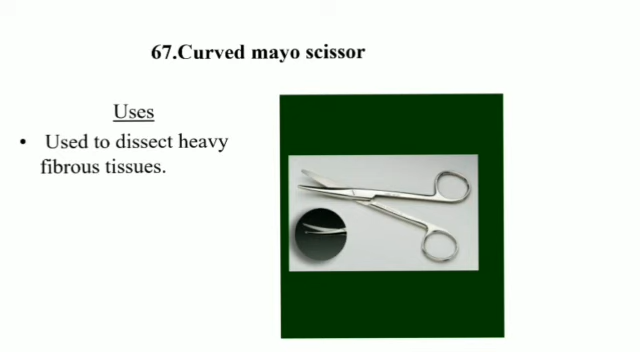 67.Curved mayo scissor
Uses
• Used to dissect heavy
fibrous tissues.